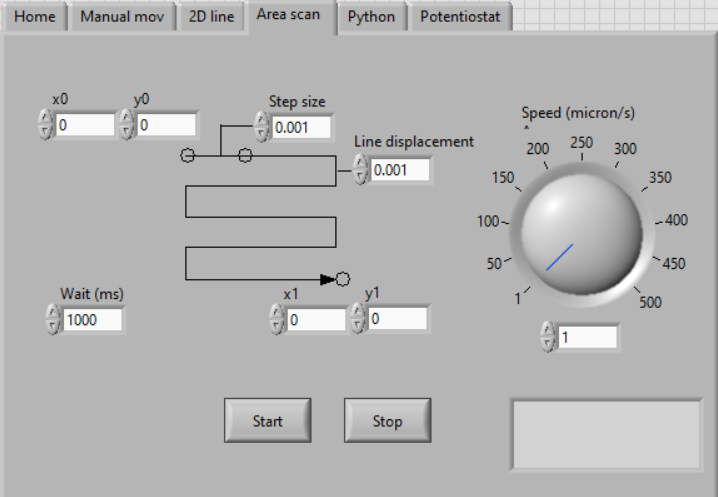 Home Manual mov 2D line Area scan Python Potentiostat
x0 y0 Step size
0 0 0.001
Line displacement
0.001
Speed (micron/s)
1 50 100 150 200 250 300 350 400 450 500
1
Wait (ms)
1000
x1 y1
0 0
Start Stop